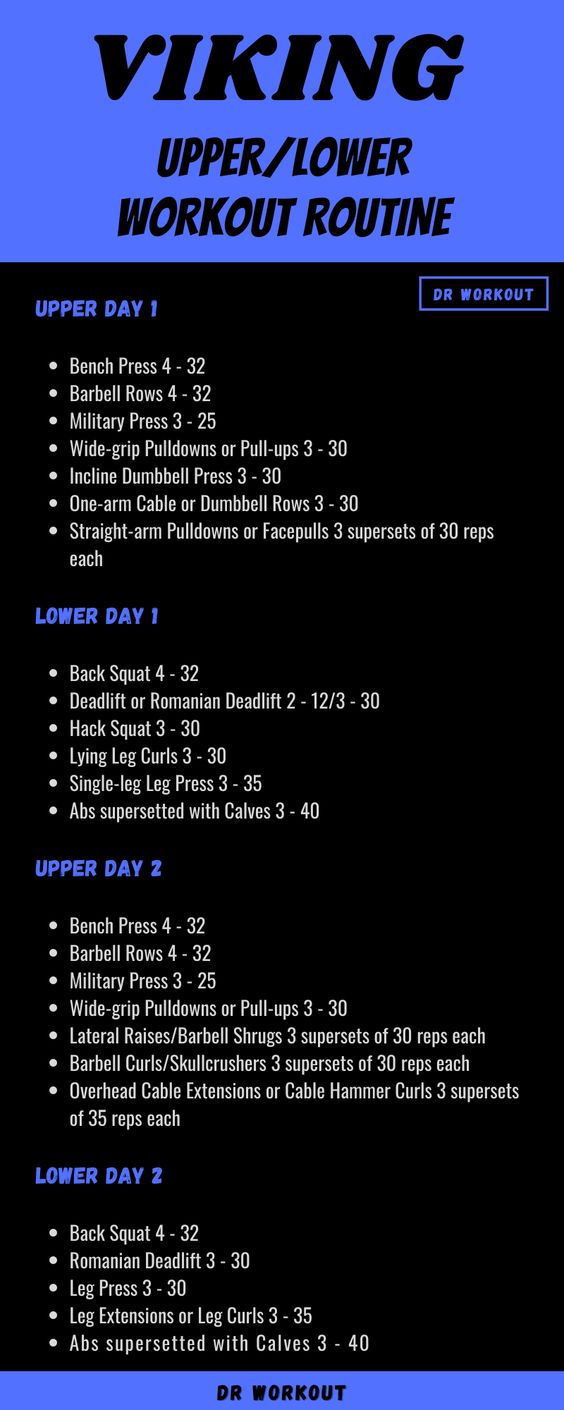 VIKING
UPPER/LOWER
WORKOUT ROUTINE
DR WORKOUT
UPPER DAY 1
• Bench Press 4 - 32
• Barbell Rows 4 - 32
• Military Press 3 - 25
• Wide-grip Pulldowns or Pull-ups 3 - 30
• Incline Dumbbell Press 3 - 30
• One-arm Cable or Dumbbell Rows 3 - 30
• Straight-arm Pulldowns or Facepulls 3 supersets of 30 reps
each
LOWER DAY 1
• Back Squat 4 - 32
• Deadlift or Romanian Deadlift 2 - 12/3 - 30
• Hack Squat 3 - 30
• Lying Leg Curls 3 - 30
• Single-leg Leg Press 3 - 35
• Abs supersetted with Calves 3 - 40
UPPER DAY 2
• Bench Press 4 - 32
• Barbell Rows 4 - 32
• Military Press 3 - 25
• Wide-grip Pulldowns or Pull-ups 3 - 30
• Lateral Raises/Barbell Shrugs 3 supersets of 30 reps each
• Barbell Curls/Skullcrushers 3 supersets of 30 reps each
• Overhead Cable Extensions or Cable Hammer Curls 3 supersets
of 35 reps each
LOWER DAY 2
• Back Squat 4 - 32
• Romanian Deadlift 3 - 30
• Leg Press 3 - 30
• Leg Extensions or Leg Curls 3 - 35
• Abs supersetted with Calves 3 - 40
DR WORKOUT